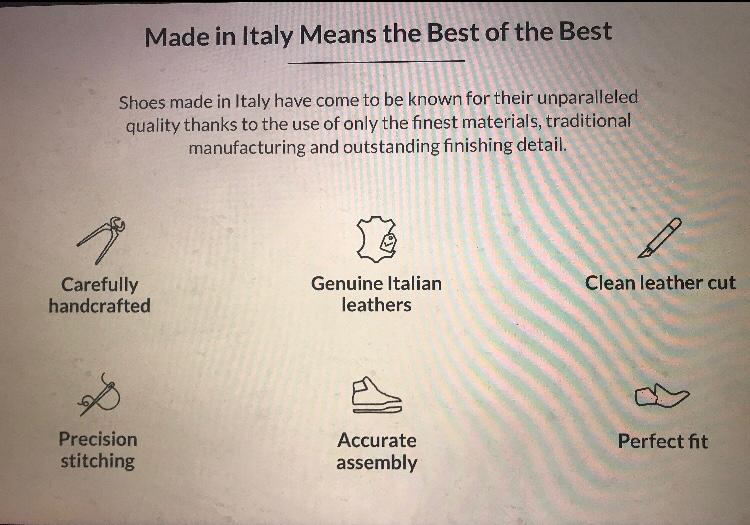 Made in Italy Means the Best of the Best
Shoes made in Italy have come to be known for their unparalleled
quality thanks to the use of only the finest materials, traditional
manufacturing and outstanding finishing detail.
Carefully
handcrafted
Genuine Italian
leathers
Clean leather cut
Precision
stitching
Accurate
assembly
Perfect fit